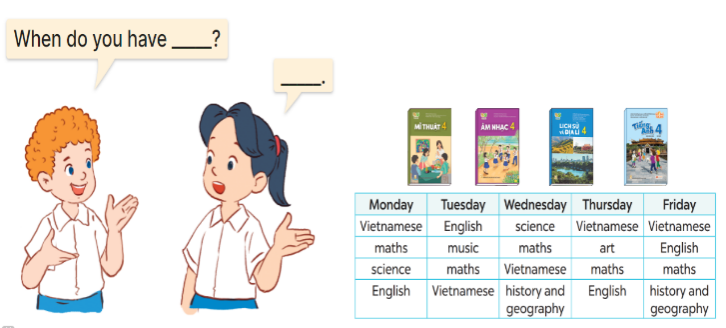 When do you have ____?
____.
MĨ THUẬT 4
ÂM NHẠC 4
LỊCH SỬ
VÀ ĐỊA LÍ 4
Tiếng
Anh 4
Monday Tuesday Wednesday Thursday Friday
Vietnamese English science Vietnamese Vietnamese
maths music maths art English
science maths Vietnamese maths maths
English Vietnamese history and geography English history and geography